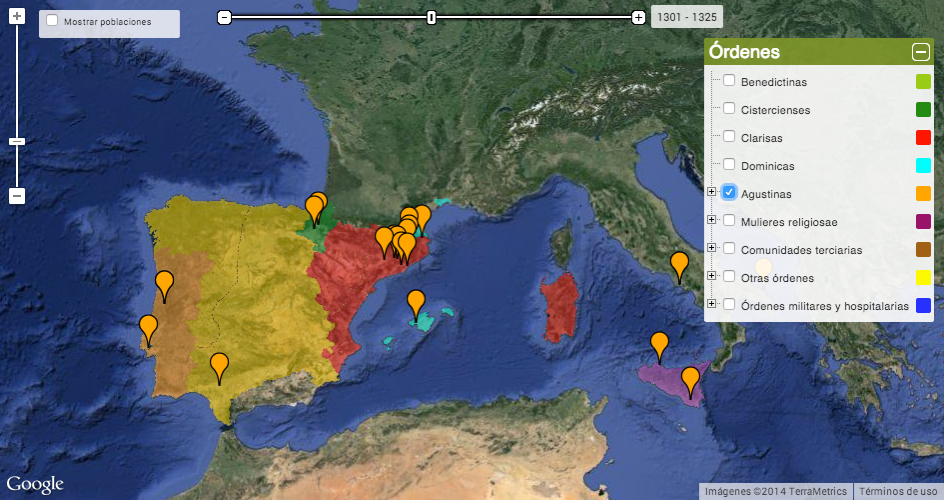 Mostrar poblaciones
1301 - 1325
Órdenes
Benedictinas
Cistercienses
Clarisas
Dominicas
Agustinas
Mulieres religiosae
Comunidades terciarias
Otras órdenes
Órdenes militares y hospitalarias
Google
Imágenes ©2014 TerraMetrics
Términos de uso